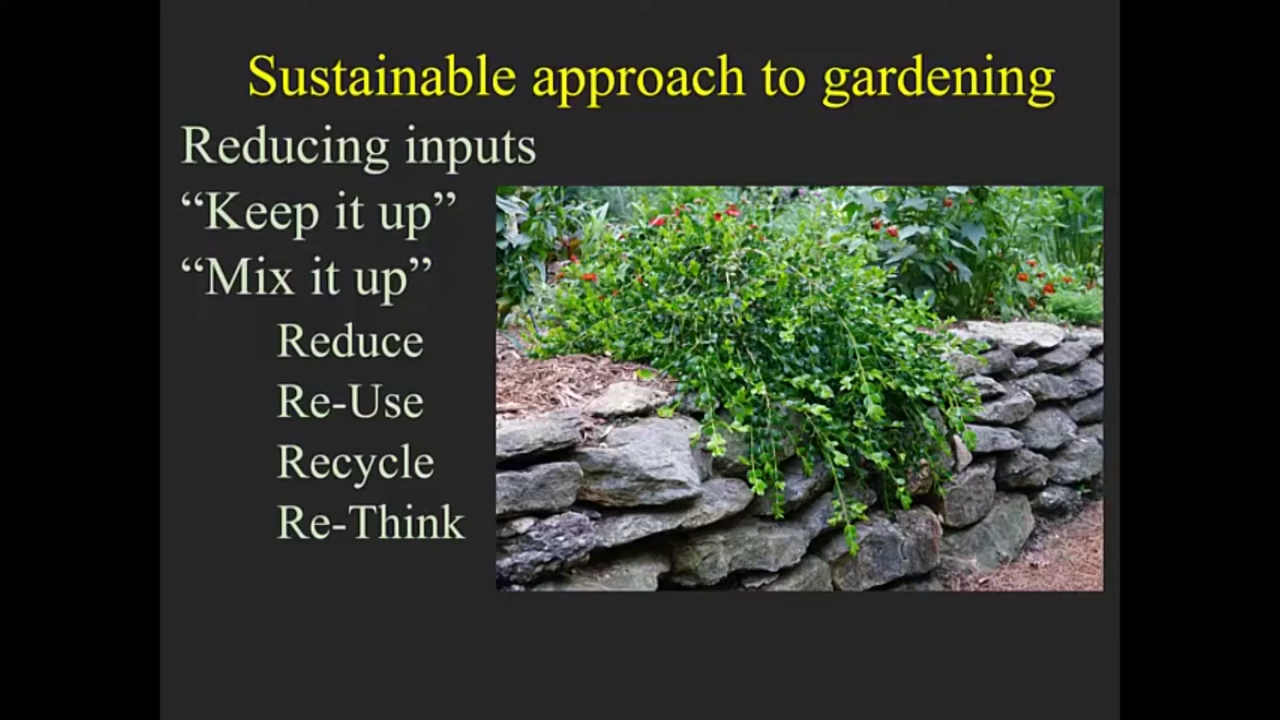 Sustainable approach to gardening
Reducing inputs
“Keep it up”
“Mix it up”
Reduce
Re-Use
Recycle
Re-Think